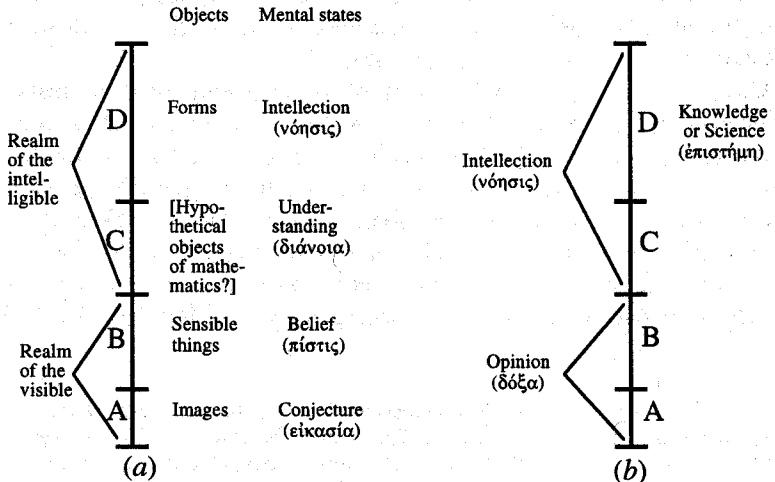 Objects
Mental states
D
Forms
Intellection
(νόησις)
Realm
of the
intel-
ligible
C
[Hypo-
thetical
objects
of mathe-
matics?]
Under-
standing
(διάνοια)
B
Sensible
things
Belief
(πίστις)
Realm
of the
visible
A
Images
Conjecture
(εἰκασία)
(a)
D
Knowledge
or Science
(ἐπιστήμη)
Intellection
(νόησις)
C
B
Opinion
(δόξα)
A
(b)